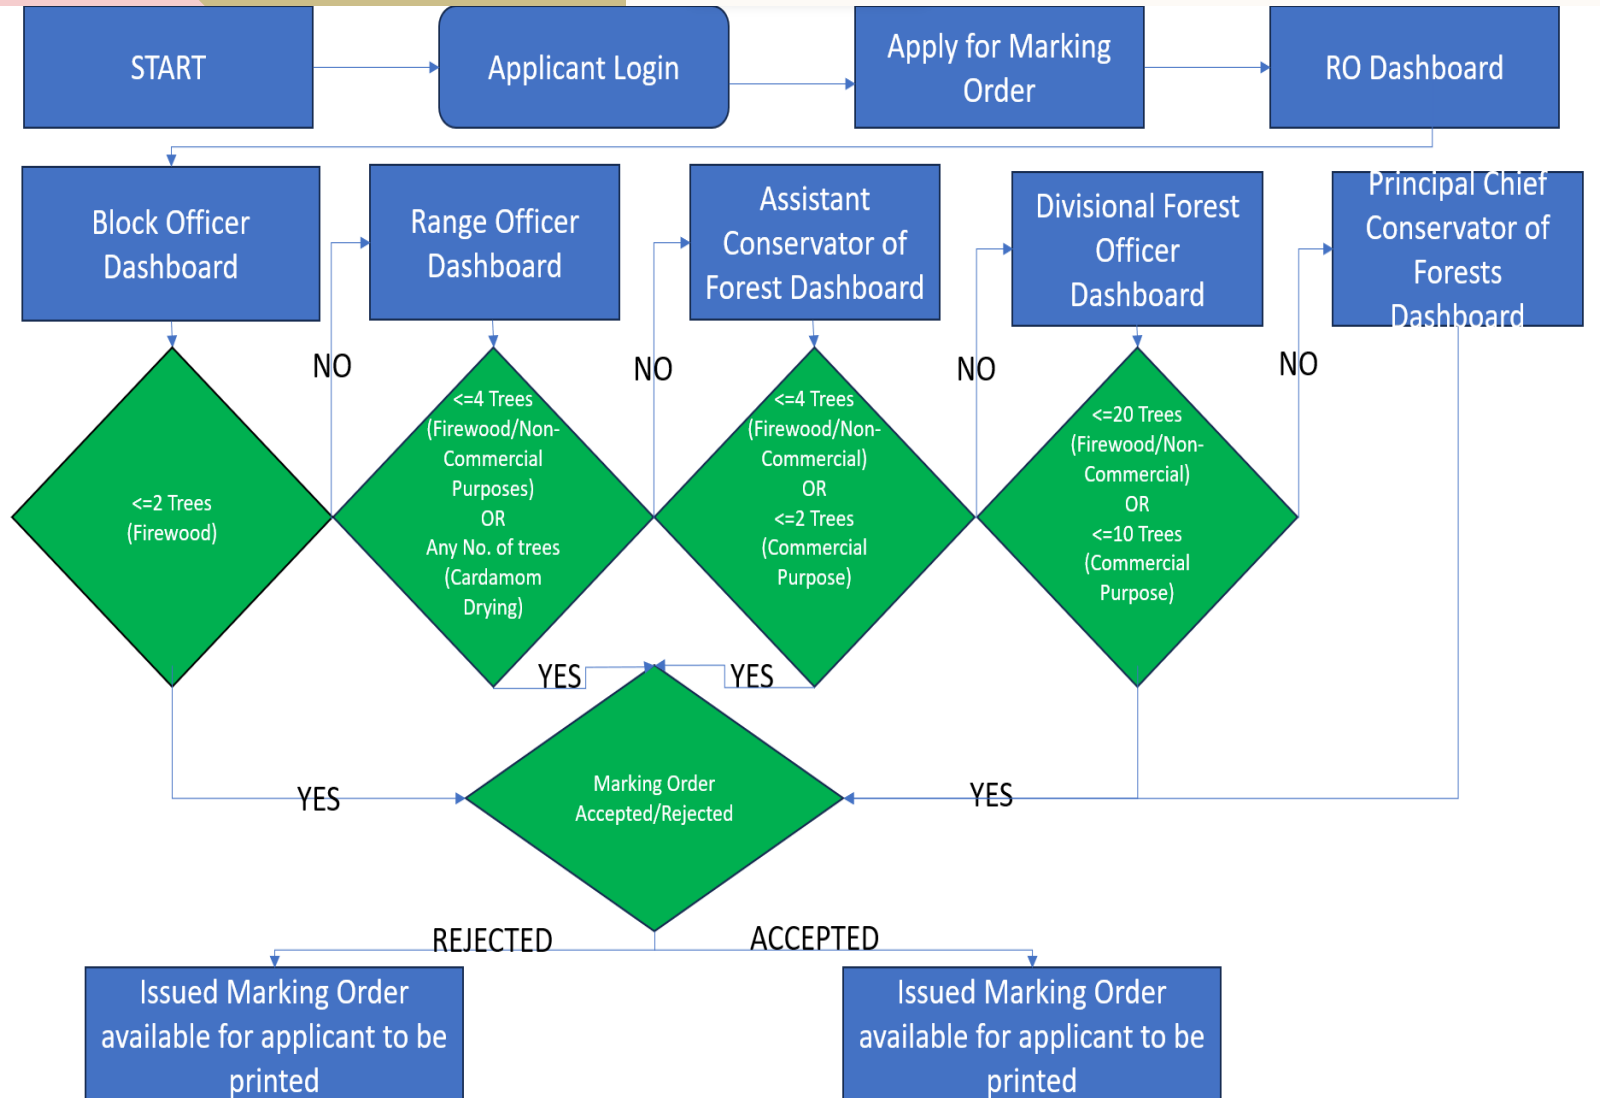 START
Applicant Login
Apply for Marking
Order
RO Dashboard
Block Officer
Dashboard
Range Officer
Dashboard
Assistant
Conservator of
Forest Dashboard
Divisional Forest
Officer
Dashboard
Principal Chief
Conservator of
Forests
Dashboard
NO
NO
NO
NO
<=2 Trees
(Firewood)
<=4 Trees
(Firewood/Non-
Commercial
Purposes)
OR
Any No. of trees
(Cardamom
Drying)
<=4 Trees
(Firewood/Non-
Commercial)
OR
<=2 Trees
(Commercial
Purpose)
<=20 Trees
(Firewood/Non-
Commercial)
OR
<=10 Trees
(Commercial
Purpose)
YES
YES
YES
YES
Marking Order
Accepted/Rejected
REJECTED
ACCEPTED
Issued Marking Order
available for applicant to be
printed
Issued Marking Order
available for applicant to be
printed